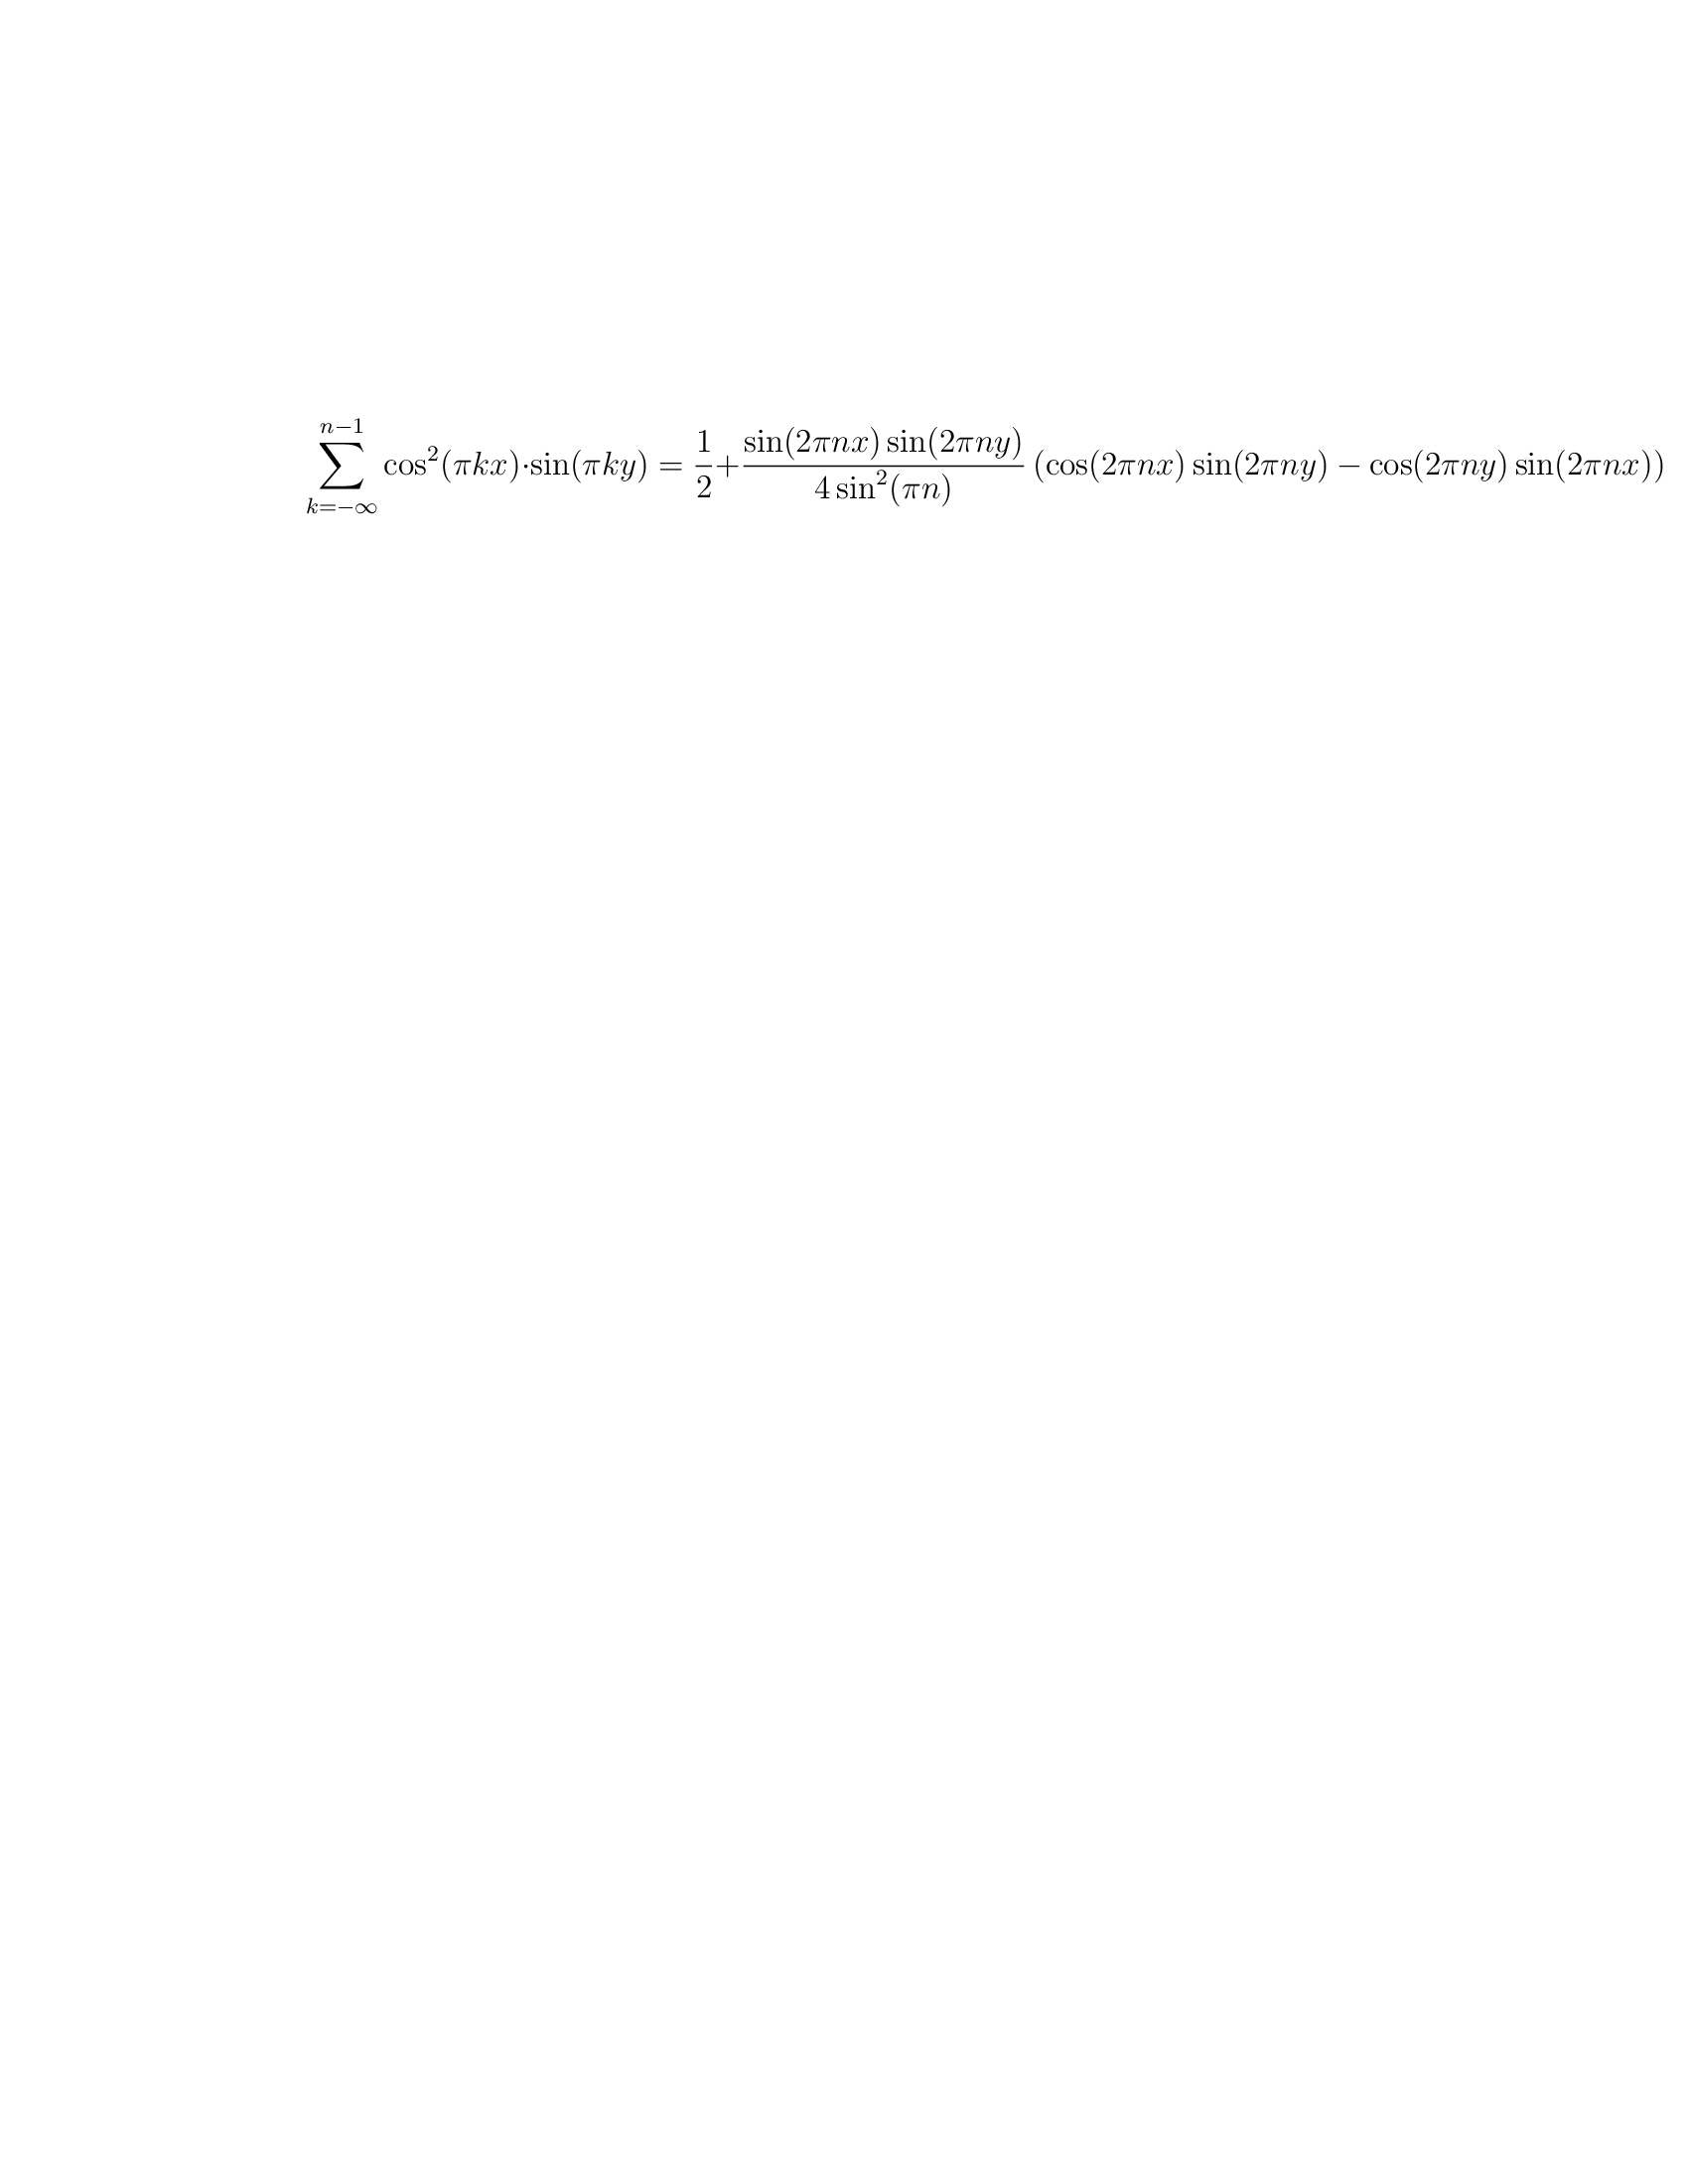 \sum_{k=-\infty}^{n-1} \cos^2(\pi kx) \cdot \sin(\pi ky) = \frac{1}{2} + \frac{\sin(2\pi nx)\sin(2\pi ny)}{4\sin^2(\pi n)} (\cos(2\pi nx)\sin(2\pi ny) - \cos(2\pi ny)\sin(2\pi nx))